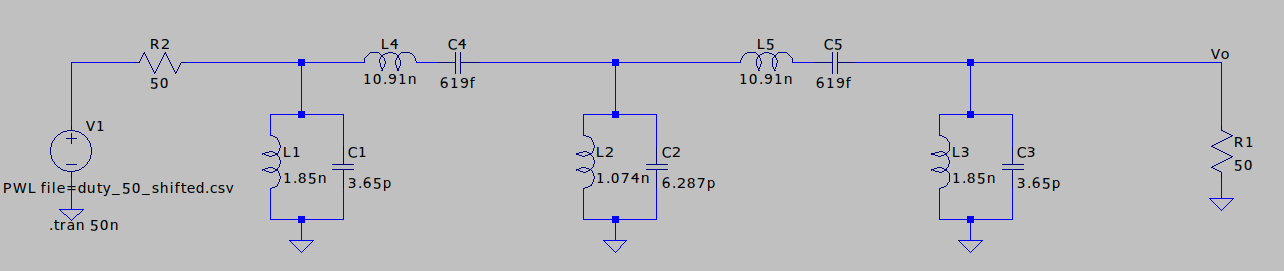 R2
50
L4
10.91n
C4
619f
L5
10.91n
C5
619f
Vo
V1
PWL file=duty_50_shifted.csv
.tran 50n
L1
1.85n
C1
3.65p
L2
1.074n
C2
6.287p
L3
1.85n
C3
3.65p
R1
50